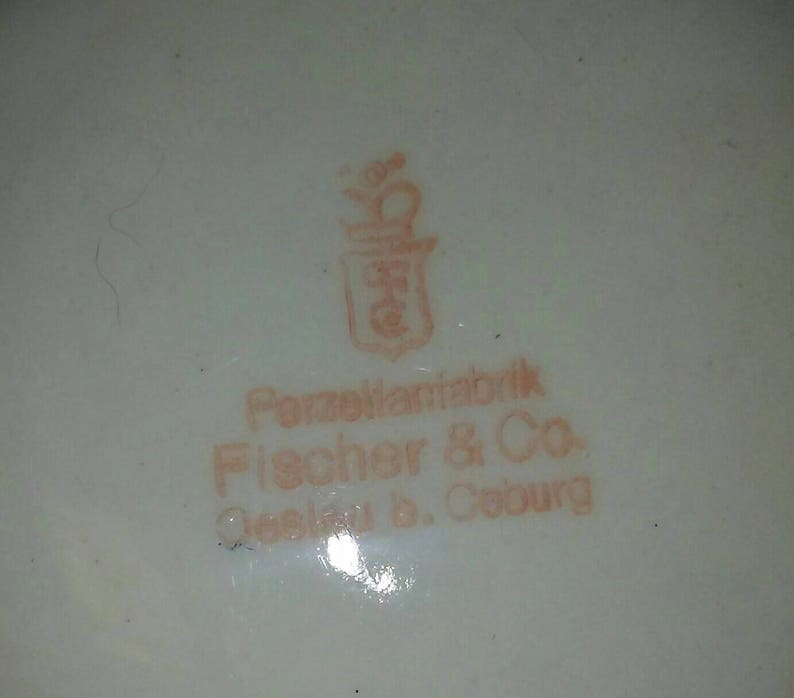 F
&
C
Porzellanfabrik
Fischer & Co.
Oeslau b. Coburg